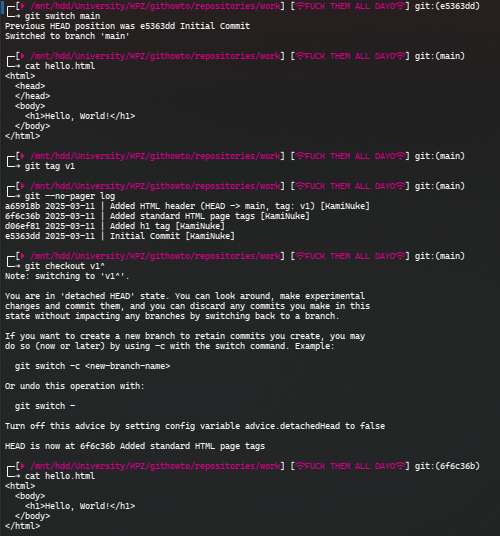 [ /mnt/hdd/University/KPZ/githowto/repositories/work] [FUCK THEM ALL DAYO] git:(e5363dd)
git switch main
Previous HEAD position was e5363dd Initial Commit
Switched to branch 'main'
[ /mnt/hdd/University/KPZ/githowto/repositories/work] [FUCK THEM ALL DAYO] git:(main)
cat hello.html
<html>
  <head>
  </head>
  <body>
    <h1>Hello, World!</h1>
  </body>
</html>
[ /mnt/hdd/University/KPZ/githowto/repositories/work] [FUCK THEM ALL DAYO] git:(main)
git tag v1
[ /mnt/hdd/University/KPZ/githowto/repositories/work] [FUCK THEM ALL DAYO] git:(main)
git --no-pager log
a65918b 2025-03-11 | Added HTML header (HEAD -> main, tag: v1) [KamiNuke]
6f6c36b 2025-03-11 | Added standard HTML page tags [KamiNuke]
d06ef81 2025-03-11 | Added h1 tag [KamiNuke]
e5363dd 2025-03-11 | Initial Commit [KamiNuke]
[ /mnt/hdd/University/KPZ/githowto/repositories/work] [FUCK THEM ALL DAYO] git:(main)
git checkout v1^
Note: switching to 'v1^'.
You are in 'detached HEAD' state. You can look around, make experimental
changes and commit them, and you can discard any commits you make in this
state without impacting any branches by switching back to a branch.
If you want to create a new branch to retain commits you create, you may
do so (now or later) by using -c with the switch command. Example:
  git switch -c <new-branch-name>
Or undo this operation with:
  git switch -
Turn off this advice by setting config variable advice.detachedHead to false
HEAD is now at 6f6c36b Added standard HTML page tags
[ /mnt/hdd/University/KPZ/githowto/repositories/work] [FUCK THEM ALL DAYO] git:(6f6c36b)
cat hello.html
<html>
  <body>
    <h1>Hello, World!</h1>
  </body>
</html>